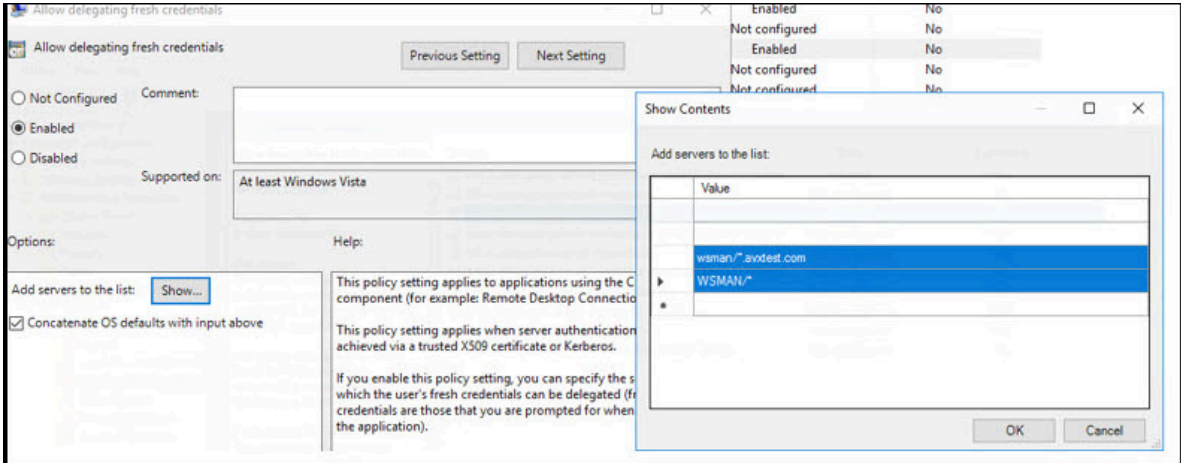 Allow delegating fresh credentials
Allow delegating fresh credentials
Previous Setting
Next Setting
Not Configured
Enabled
Disabled
Comment:
Supported on:
At least Windows Vista
Options:
Help:
Add servers to the list:
Show...
Concatenate OS defaults with input above
This policy setting applies to applications using the C
component (for example: Remote Desktop Connectio
This policy setting applies when server authentication
achieved via a trusted X509 certificate or Kerberos.
If you enable this policy setting, you can specify the s
which the user's fresh credentials can be delegated (fr
credentials are those that you are prompted for when
the application).
Enabled No
Not configured No
Enabled No
Not configured No
Not configured No
Show Contents
Add servers to the list:
Value
wsman/*.avxtest.com
WSMAN/*
OK
Cancel